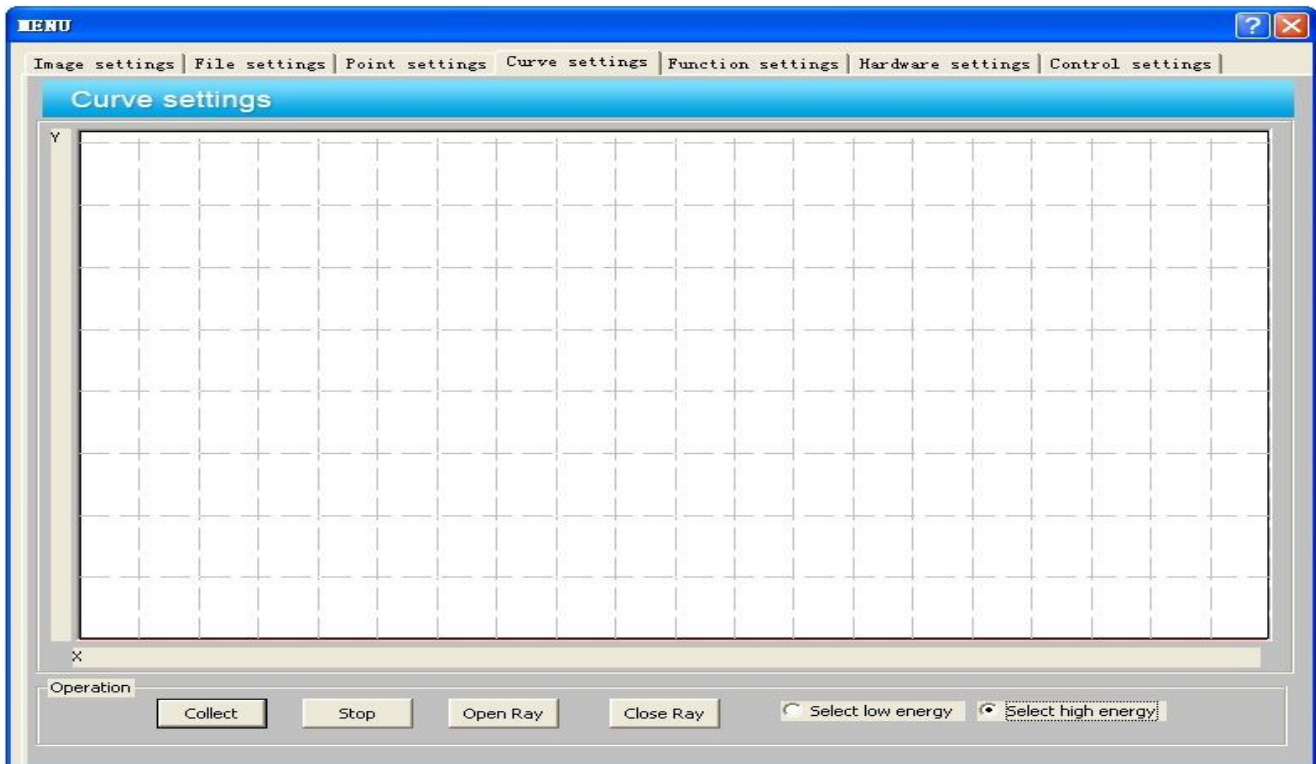 MENU
Image settings File settings Point settings Curve settings Function settings Hardware settings Control settings
Curve settings
Y
X
Operation
Collect Stop Open Ray Close Ray Select low energy Select high energy